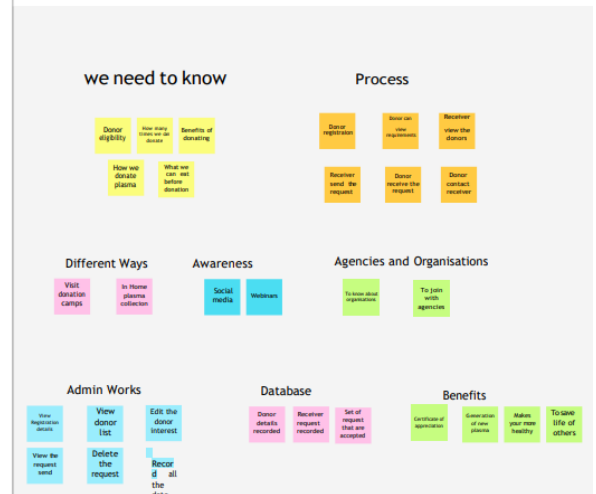 we need to know
Donor
eligibility
How many
times we do
donate
Benefits of
donating
How we
donate
plasma
What we
can eat
before
donation
Process
Donor
registraion
Donor can
view
requirements
Receiver
view the
donors
Receiver
send the
request
Donor
receive the
request
Donor
contact
receiver
Different Ways
Visit
donation
camps
In Home
plasma
collecion
Awareness
Social
media
Webinars
Agencies and Organisations
To know about
organisations
To join
with
agencies
Admin Works
View
Registration
details
View
donor
list
Edit the
donor
interest
View the
request
send
Delete
the
request
Recor
d all
the
Database
Donor
details
recorded
Receiver
request
recorded
Set of
request
that are
accepted
Benefits
Certificate of
appreciation
Generation
of new
plasma
Makes
your more
healthy
To save
life of
others